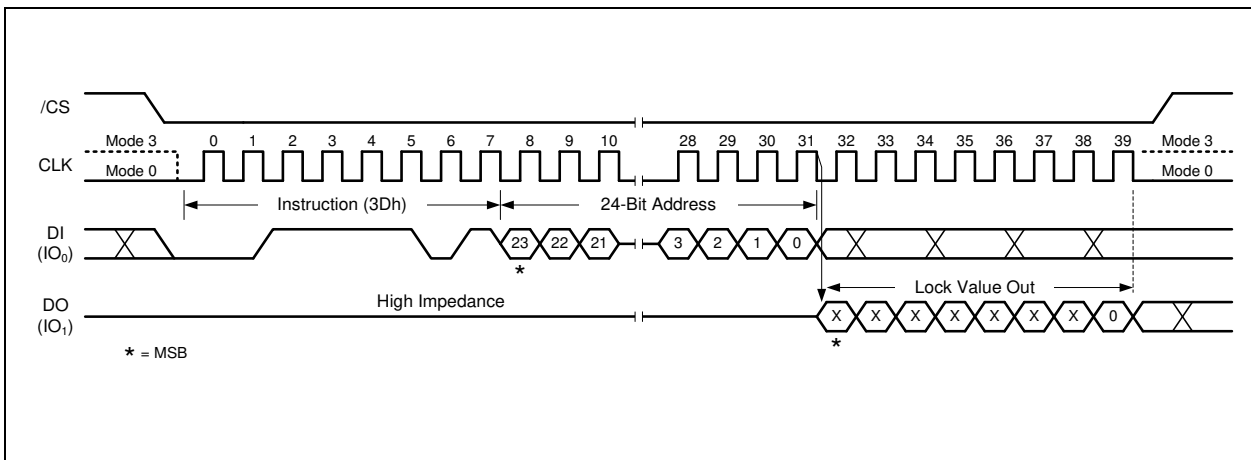 /CS
Mode 3 0 1 2 3 4 5 6 7 8 9 10 28 29 30 31 32 33 34 35 36 37 38 39 Mode 3
CLK
Mode 0 Mode 0
Instruction (3Dh) 24-Bit Address
DI
(IO₀)
23 22 21 3 2 1 0
*
High Impedance
Lock Value Out
DO
(IO₁)
X X X X X X X 0
*
* = MSB